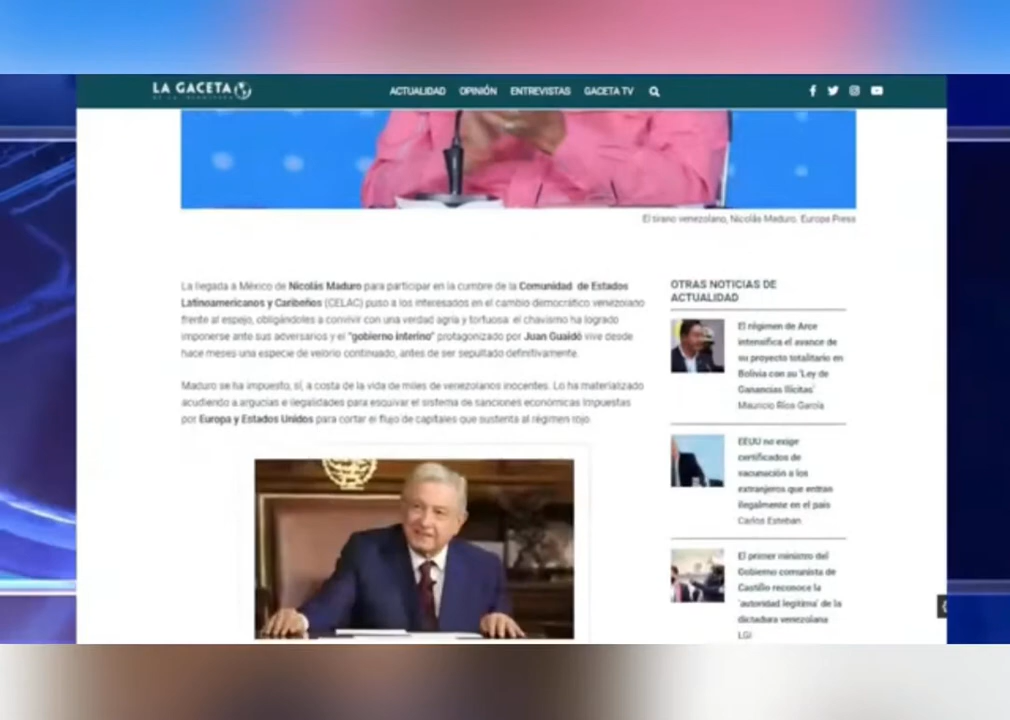 LA GACETA
ACTUALIDAD OPINIÓN ENTREVISTAS GACETA TV
El tirano venezolano, Nicolás Maduro. Europa Press
La llegada a México de Nicolás Maduro para participar en la cumbre de la Comunidad de Estados
Latinoamericanos y Caribeños (CELAC) puso a los interesados en el cambio democrático venezolano
frente al espejo, obligándoles a convivir con una verdad agria y tortuosa: el chavismo ha logrado
imponerse ante sus adversarios y el "gobierno interino" protagonizado por Juan Guaidó vive desde
hace meses una especie de velorio continuado, antes de ser sepultado definitivamente.
Maduro se ha impuesto, sí, a costa de la vida de miles de venezolanos inocentes. Lo ha materializado
acudiendo a argucias e ilegalidades para esquivar el sistema de sanciones económicas impuestas
por Europa y Estados Unidos para cortar el flujo de capitales que sustenta al régimen rojo.
OTRAS NOTICIAS DE
ACTUALIDAD
El régimen de Arce
intensifica el avance de
su proyecto totalitario en
Bolivia con su 'Ley de
Ganancias Ilícitas'
Mauricio Ríos García
EEUU no exige
certificados de
vacunación a los
extranjeros que entran
ilegalmente en el país
Carlos Esteban
El primer ministro del
Gobierno comunista de
Castillo reconoce la
'autoridad legítima' de la
dictadura venezolana
LGI